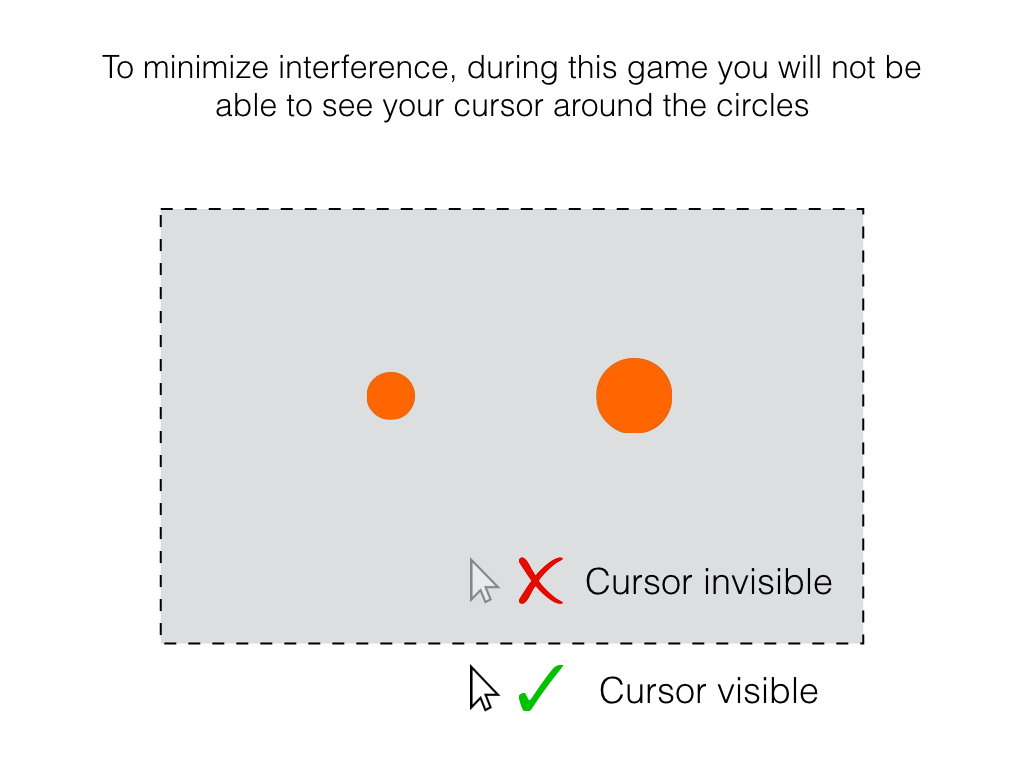 To minimize interference, during this game you will not be
able to see your cursor around the circles
Cursor invisible
Cursor visible